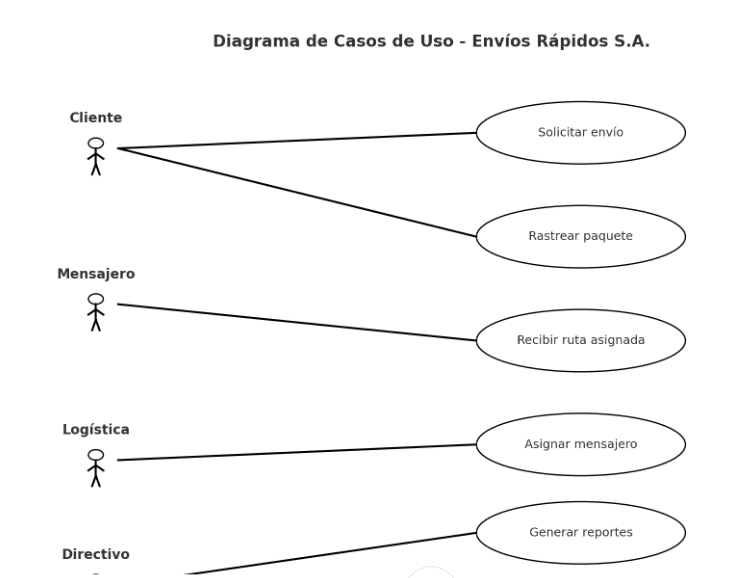 Diagrama de Casos de Uso - Envíos Rápidos S.A.
Cliente
Solicitar envío
Rastrear paquete
Mensajero
Recibir ruta asignada
Logística
Asignar mensajero
Generar reportes
Directivo